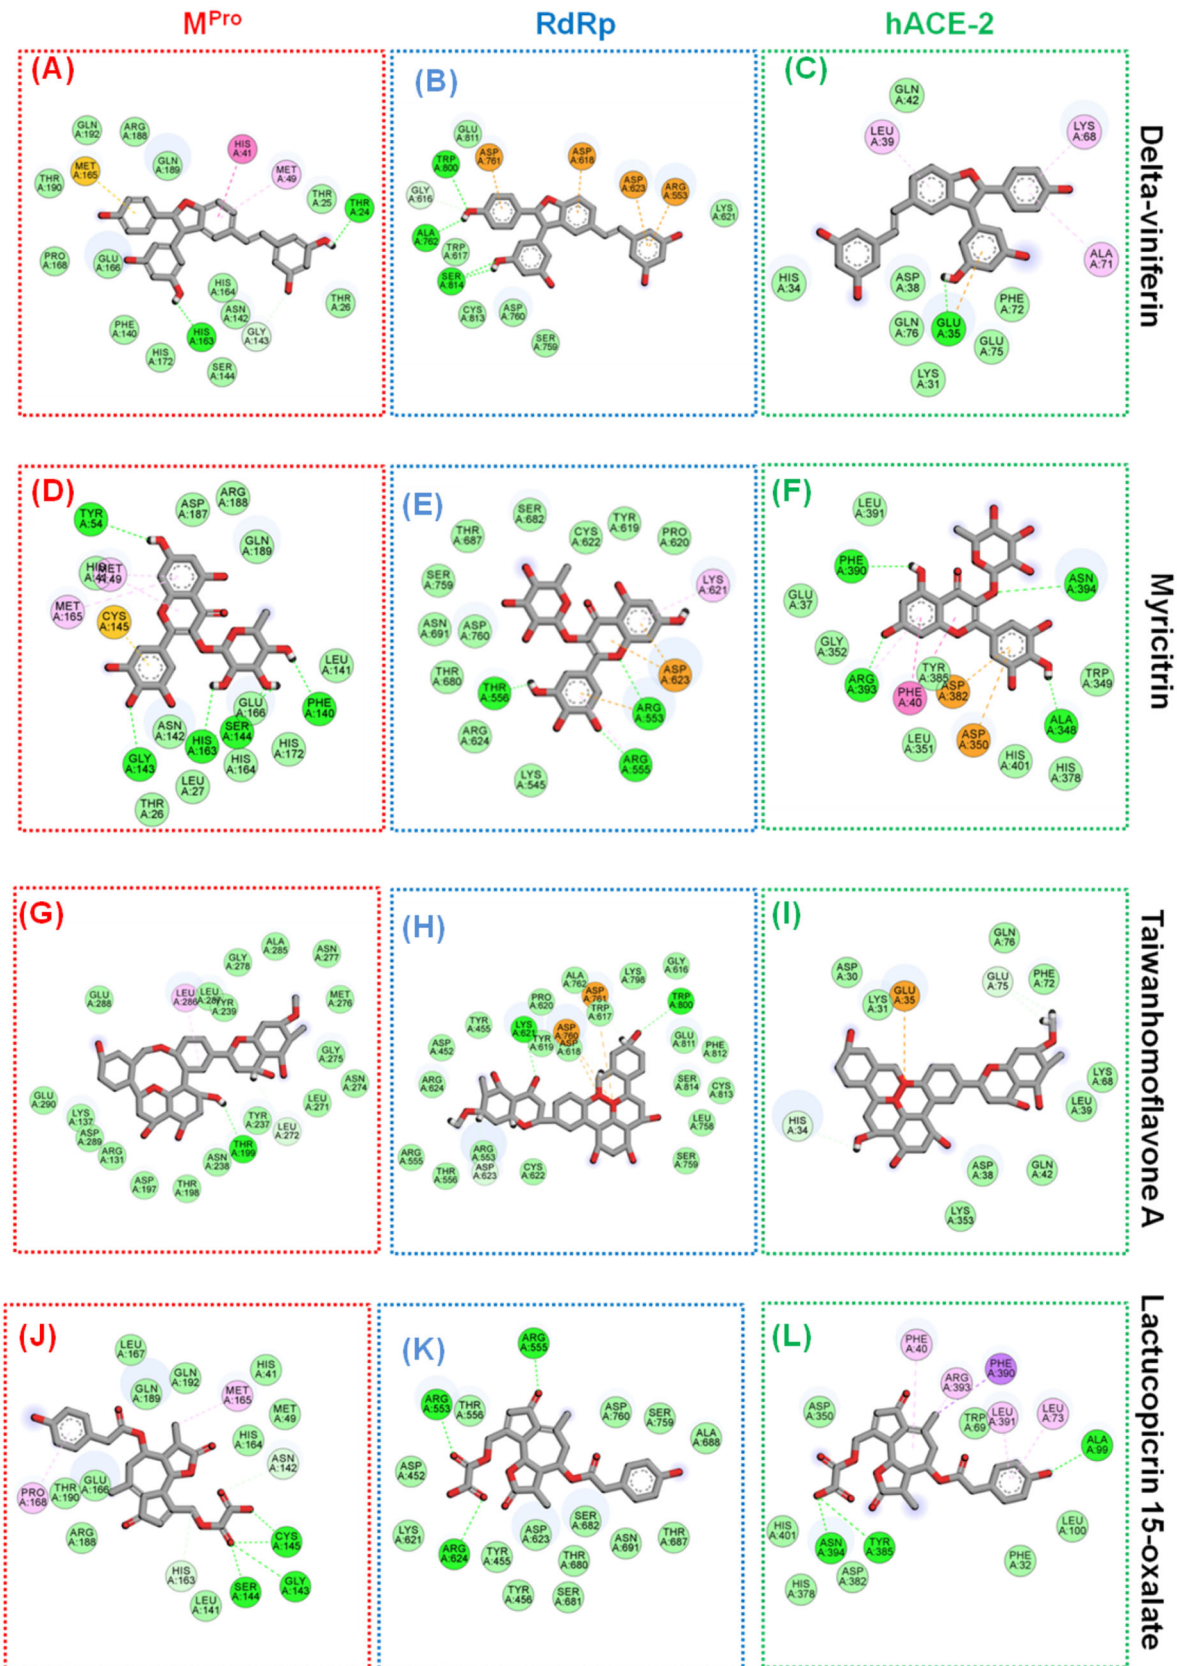 MPro
RdRp
hACE-2
(A)
GLN
A:192
ARG
A:188
GLN
A:189
HIS
A:41
MET
A:165
MET
A:49
THR
A:190
THR
A:25
THR
A:24
PRO
A:168
GLU
A:166
HIS
A:164
ASN
A:142
THR
A:26
PHE
A:140
HIS
A:163
GLY
A:143
HIS
A:172
SER
A:144
(B)
GLU
A:811
TRP
A:800
ASP
A:761
ASP
A:618
ASP
A:623
ARG
A:553
GLY
A:616
LYS
A:621
ALA
A:762
TRP
A:617
SER
A:814
CYS
A:813
ASP
A:760
SER
A:759
(C)
GLN
A:42
LEU
A:39
LYS
A:68
ALA
A:71
HIS
A:34
ASP
A:38
PHE
A:72
GLN
A:76
GLU
A:35
GLU
A:75
LYS
A:31
Delta-viniferin
(D)
TYR
A:54
ASP
A:187
ARG
A:188
GLN
A:189
HIS
A:41
MET
A:49
MET
A:165
CYS
A:145
LEU
A:141
GLU
A:166
PHE
A:140
ASN
A:142
HIS
A:163
SER
A:144
HIS
A:172
GLY
A:143
HIS
A:164
LEU
A:27
THR
A:26
(E)
THR
A:687
SER
A:682
CYS
A:622
TYR
A:619
PRO
A:620
SER
A:759
LYS
A:621
ASN
A:691
ASP
A:760
THR
A:680
ASP
A:623
THR
A:556
ARG
A:553
ARG
A:624
ARG
A:555
LYS
A:545
(F)
LEU
A:391
PHE
A:390
ASN
A:394
GLU
A:37
GLY
A:352
ARG
A:393
TYR
A:385
PHE
A:40
ASP
A:382
TRP
A:349
LEU
A:351
ASP
A:350
ALA
A:348
HIS
A:401
HIS
A:378
Myricitrin
(G)
GLY
A:278
ALA
A:285
ASN
A:277
GLU
A:288
LEU
A:286
LEU
A:287
TYR
A:239
MET
A:276
GLY
A:275
ASN
A:274
GLU
A:290
LYS
A:137
ASP
A:289
ARG
A:131
TYR
A:237
LEU
A:271
LEU
A:272
THR
A:199
ASN
A:238
ASP
A:197
THR
A:198
(H)
ALA
A:762
LYS
A:798
GLY
A:616
PRO
A:620
ASP
A:761
TRP
A:617
TRP
A:800
TYR
A:455
LYS
A:621
TYR
A:619
ASP
A:760
ASP
A:618
GLU
A:811
PHE
A:812
ASP
A:452
ARG
A:624
SER
A:814
CYS
A:813
LEU
A:758
ARG
A:555
THR
A:556
ARG
A:553
ASP
A:623
CYS
A:622
SER
A:759
(I)
GLN
A:76
ASP
A:30
LYS
A:31
GLU
A:35
GLU
A:75
PHE
A:72
LYS
A:68
LEU
A:39
HIS
A:34
ASP
A:38
GLN
A:42
LYS
A:353
Taiwanhomoflavone A
(J)
LEU
A:167
GLN
A:189
GLN
A:192
HIS
A:41
MET
A:165
MET
A:49
HIS
A:164
ASN
A:142
PRO
A:168
THR
A:190
GLU
A:166
ARG
A:188
CYS
A:145
HIS
A:163
SER
A:144
GLY
A:143
LEU
A:141
(K)
ARG
A:555
ARG
A:553
THR
A:556
ASP
A:760
SER
A:759
ALA
A:688
ASP
A:452
LYS
A:621
ARG
A:624
TYR
A:455
ASP
A:623
SER
A:682
THR
A:680
ASN
A:691
THR
A:687
TYR
A:456
SER
A:681
(L)
PHE
A:40
ARG
A:393
PHE
A:390
ASP
A:350
TRP
A:69
LEU
A:391
LEU
A:73
ALA
A:99
HIS
A:401
ASN
A:394
TYR
A:385
LEU
A:100
PHE
A:32
HIS
A:378
ASP
A:382
Lactucopicrin 15-oxalate